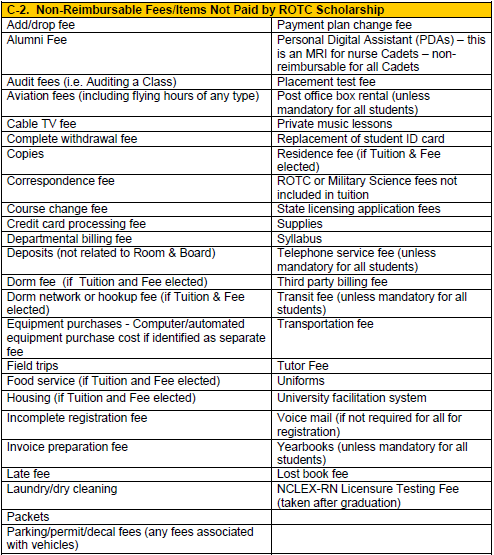 C-2. Non-Reimbursable Fees/Items Not Paid by ROTC Scholarship
Add/drop fee
Payment plan change fee
Alumni Fee
Personal Digital Assistant (PDAs) – this
is an MRI for nurse Cadets – non-
reimbursable for all Cadets
Audit fees (i.e. Auditing a Class)
Placement test fee
Aviation fees (including flying hours of any type)
Post office box rental (unless
mandatory for all students)
Cable TV fee
Private music lessons
Complete withdrawal fee
Replacement of student ID card
Copies
Residence fee (if Tuition & Fee
elected)
Correspondence fee
ROTC or Military Science fees not
included in tuition
Course change fee
State licensing application fees
Credit card processing fee
Supplies
Departmental billing fee
Syllabus
Deposits (not related to Room & Board)
Telephone service fee (unless
mandatory for all students)
Dorm fee (if Tuition and Fee elected)
Third party billing fee
Dorm network or hookup fee (if Tuition & Fee
elected)
Transit fee (unless mandatory for all
students)
Equipment purchases - Computer/automated
equipment purchase cost if identified as separate
fee
Transportation fee
Field trips
Tutor Fee
Food service (if Tuition and Fee elected)
Uniforms
Housing (if Tuition and Fee elected)
University facilitation system
Incomplete registration fee
Voice mail (if not required for all for
registration)
Invoice preparation fee
Yearbooks (unless mandatory for all
students)
Late fee
Lost book fee
Laundry/dry cleaning
NCLEX-RN Licensure Testing Fee
(taken after graduation)
Packets
Parking/permit/decal fees (any fees associated
with vehicles)